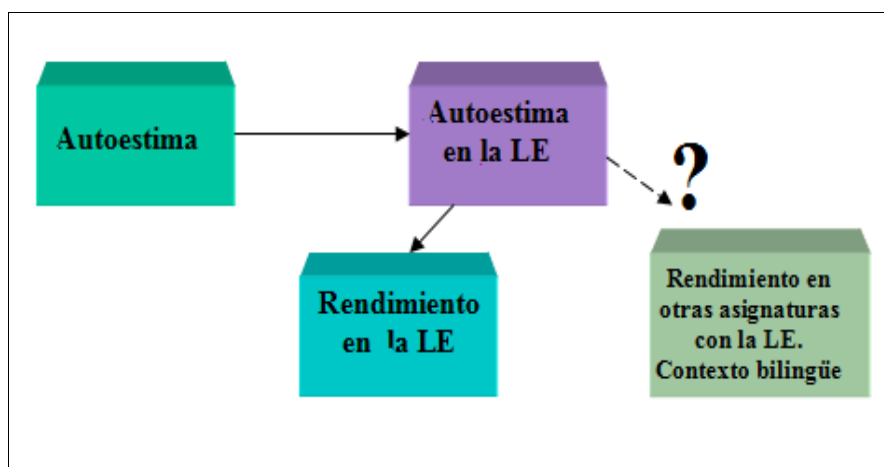 Autoestima
Autoestima
en la LE
?
Rendimiento
en la LE
Rendimiento en
otras asignaturas
con la LE.
Contexto bilingüe